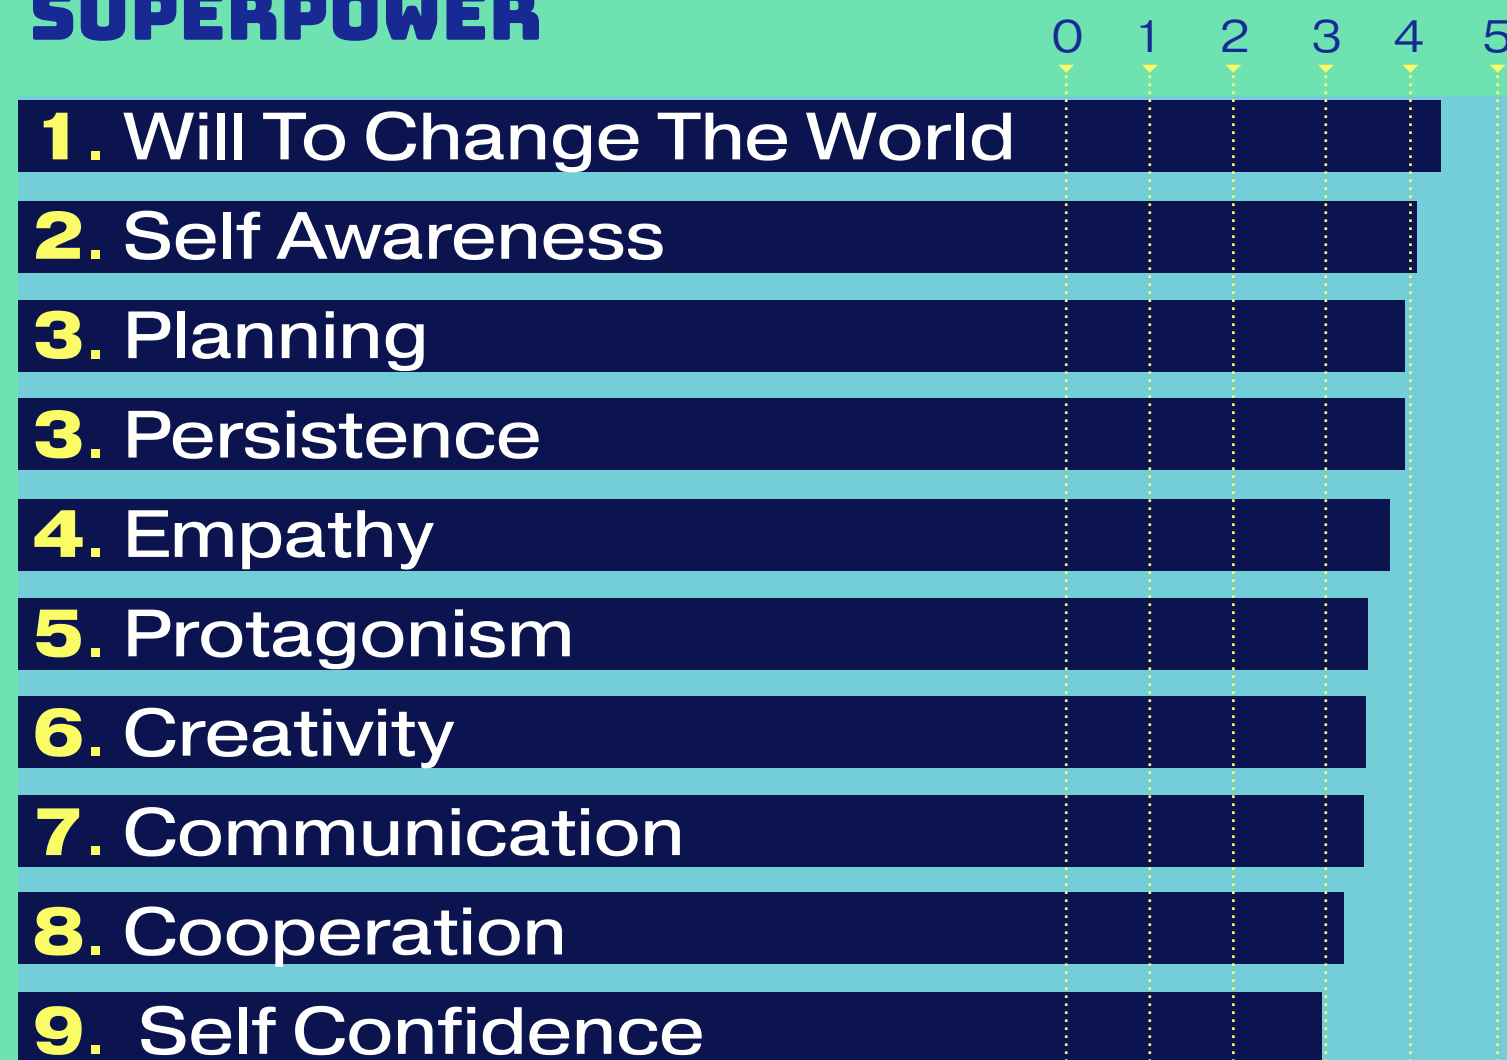 SUPERPOWER
0 1 2 3 4 5
1. Will To Change The World
2. Self Awareness
3. Planning
3. Persistence
4. Empathy
5. Protagonism
6. Creativity
7. Communication
8. Cooperation
9. Self Confidence